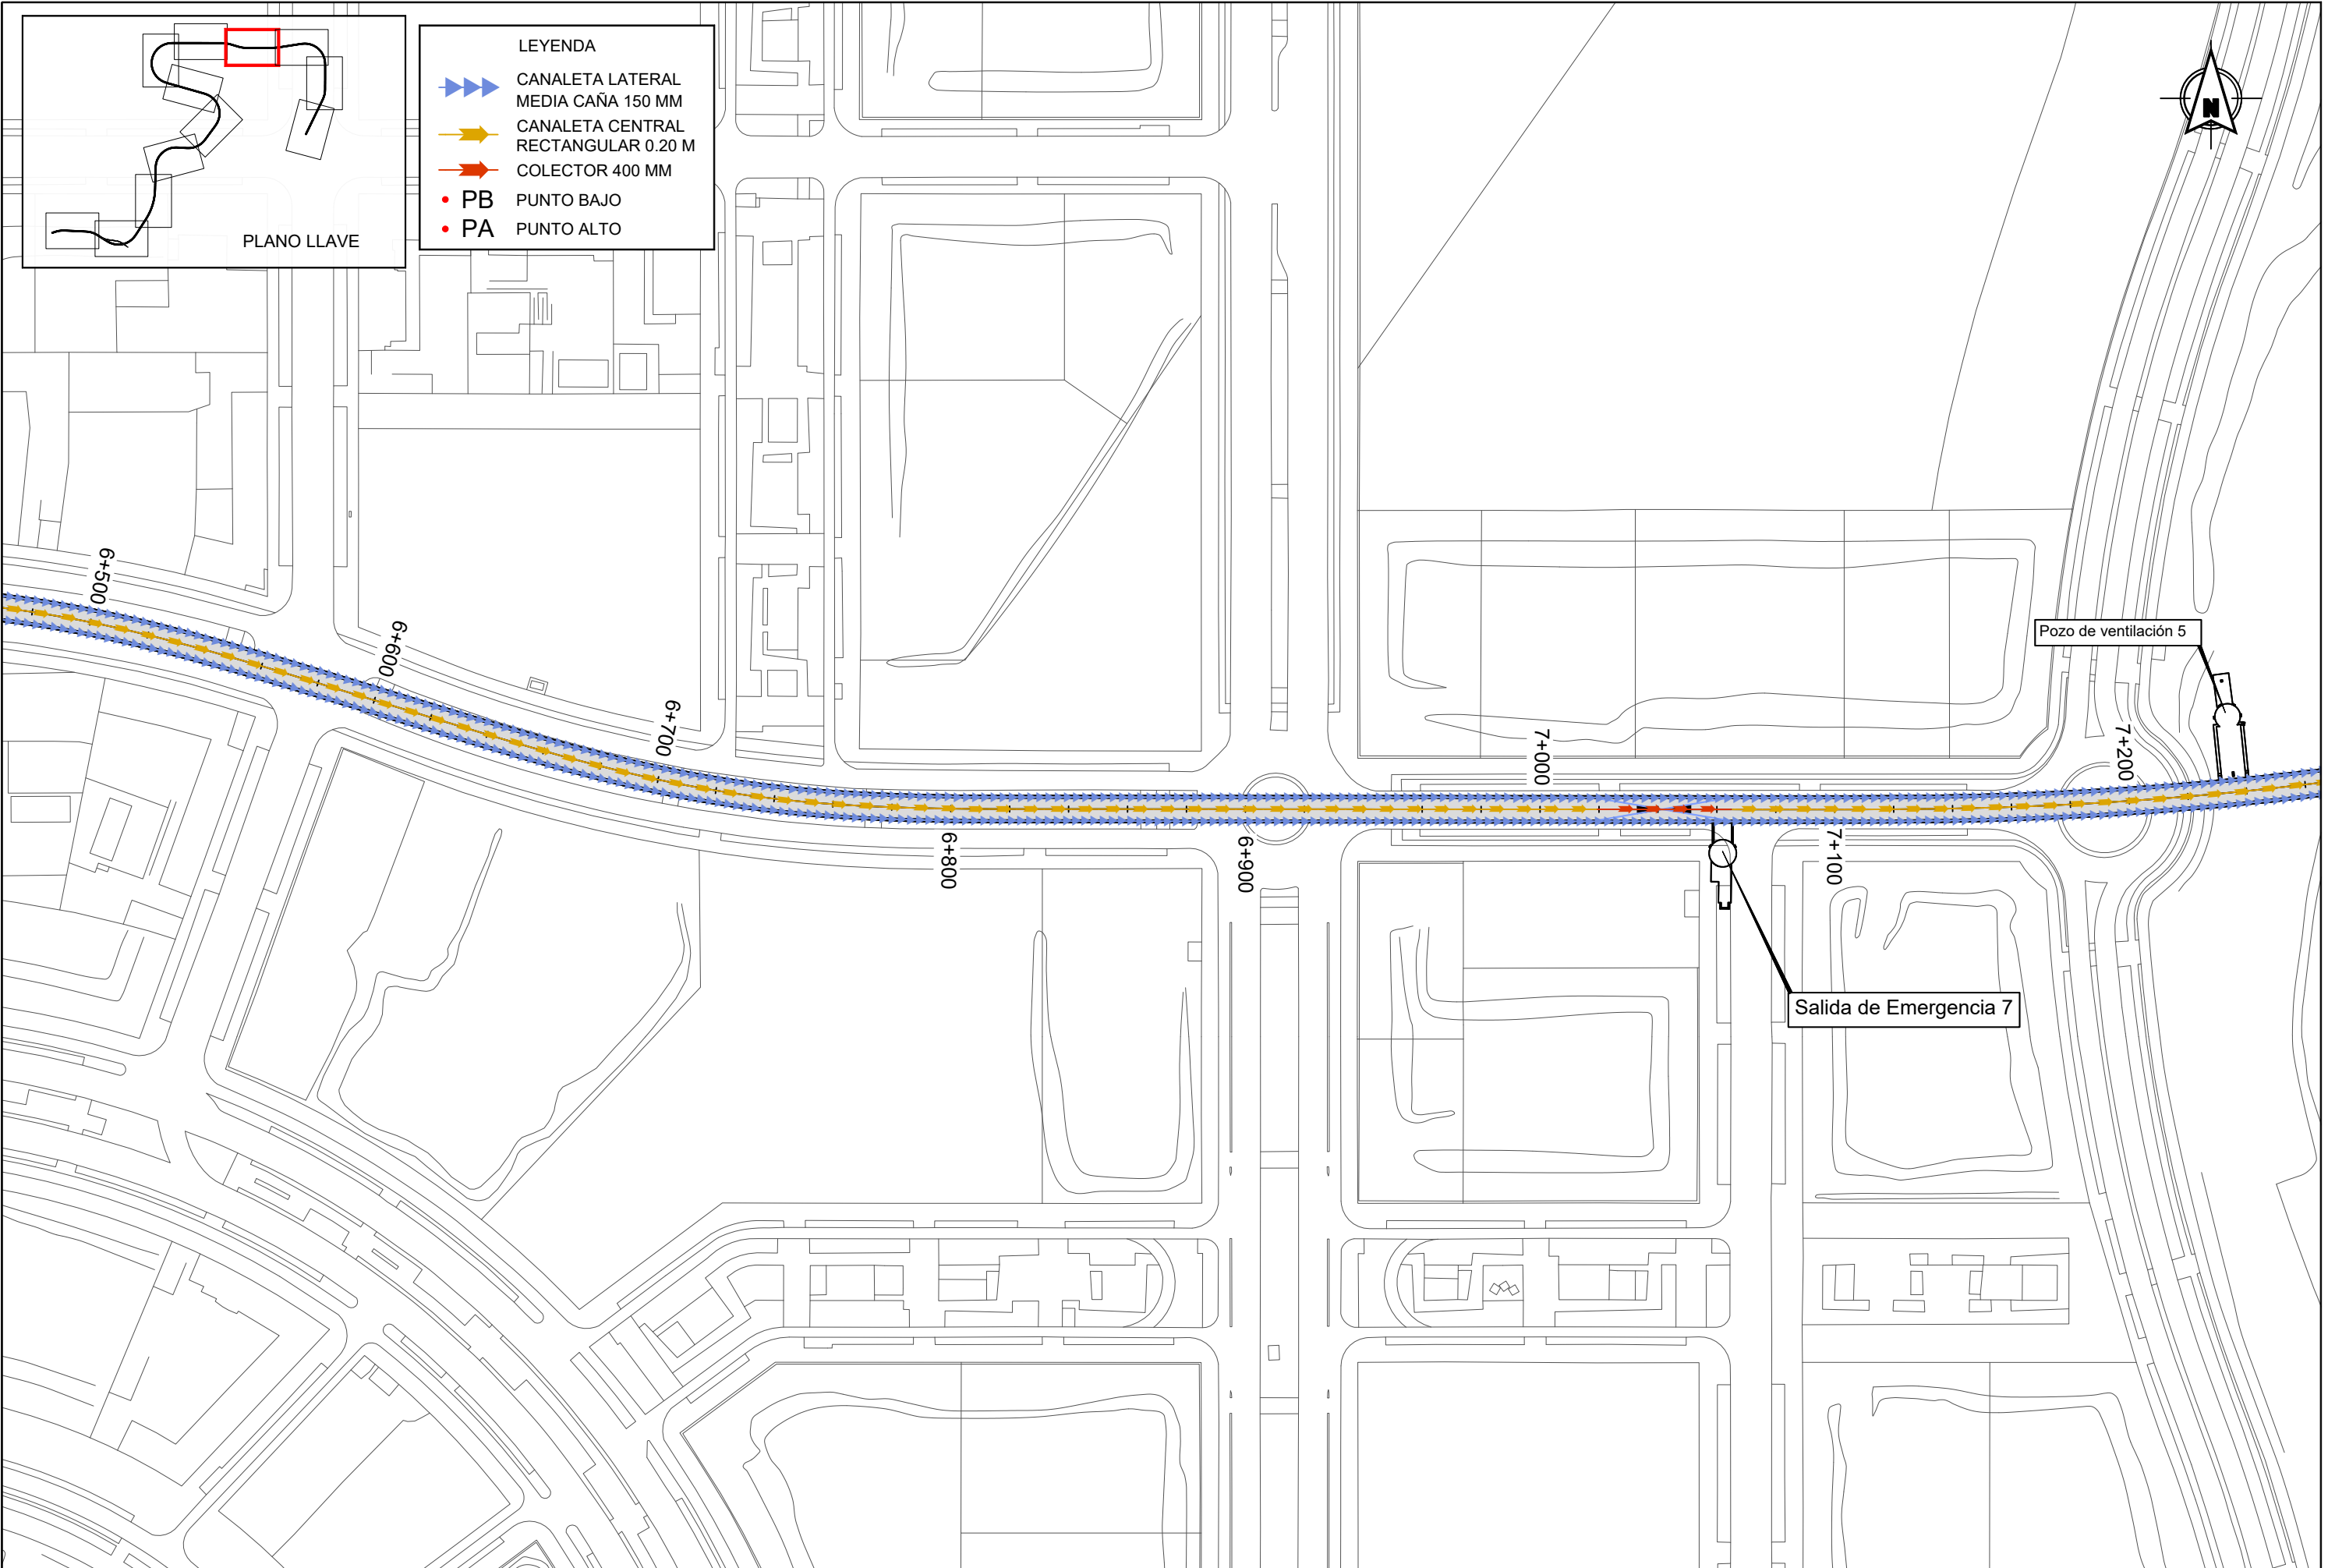 PLANO LLAVE
LEYENDA
CANALETA LATERAL
MEDIA CAÑA 150 MM
CANALETA CENTRAL
RECTANGULAR 0.20 M
COLECTOR 400 MM
PB PUNTO BAJO
PA PUNTO ALTO
N
6+500
6+600
6+700
6+800
6+900
7+000
7+100
7+200
Pozo de ventilación 5
Salida de Emergencia 7